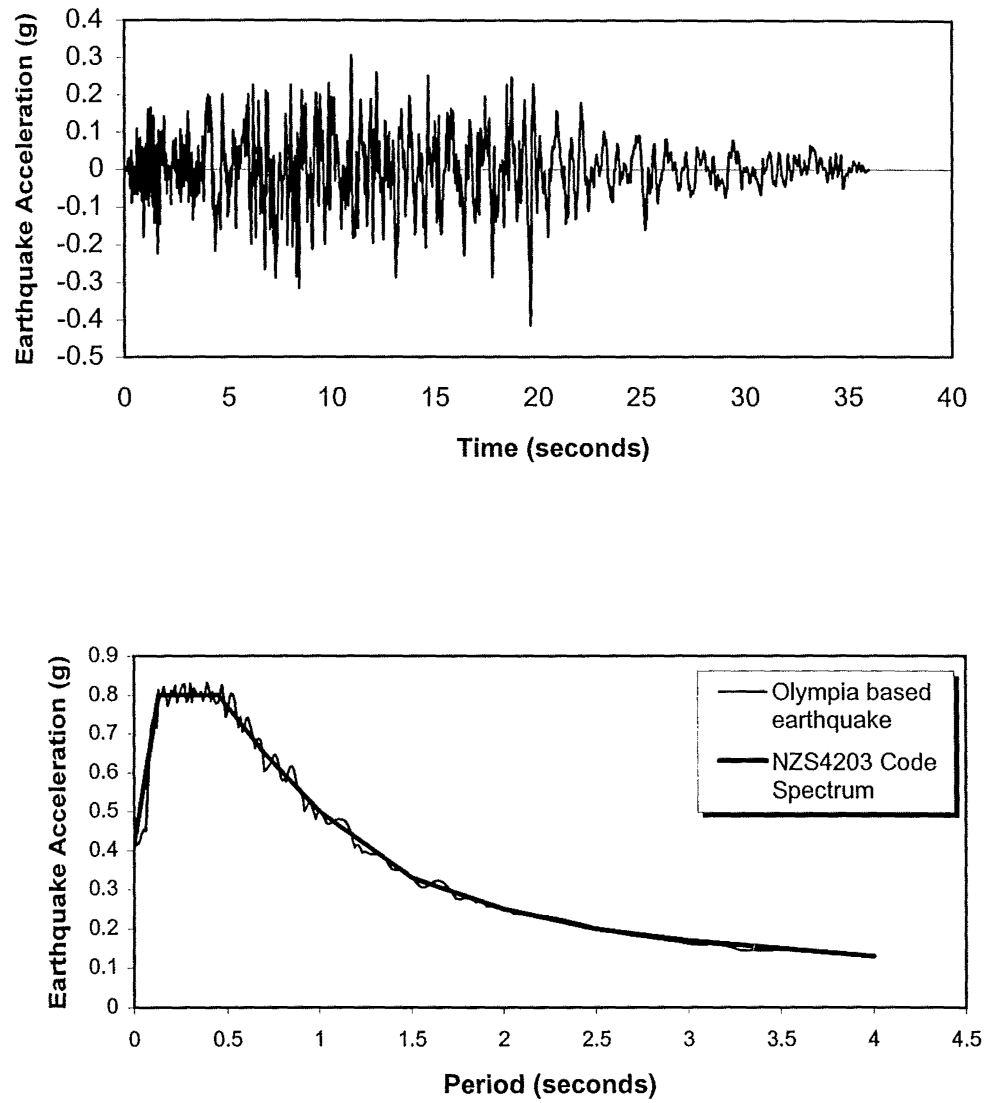 Earthquake Acceleration (g)
0.4
0.3
0.2
0.1
0
-0.1
-0.2
-0.3
-0.4
-0.5
0 5 10 15 20 25 30 35 40
Time (seconds)
Earthquake Acceleration (g)
0.9
0.8
0.7
0.6
0.5
0.4
0.3
0.2
0.1
0
Olympia based
earthquake
NZS4203 Code
Spectrum
0 0.5 1 1.5 2 2.5 3 3.5 4 4.5
Period (seconds)